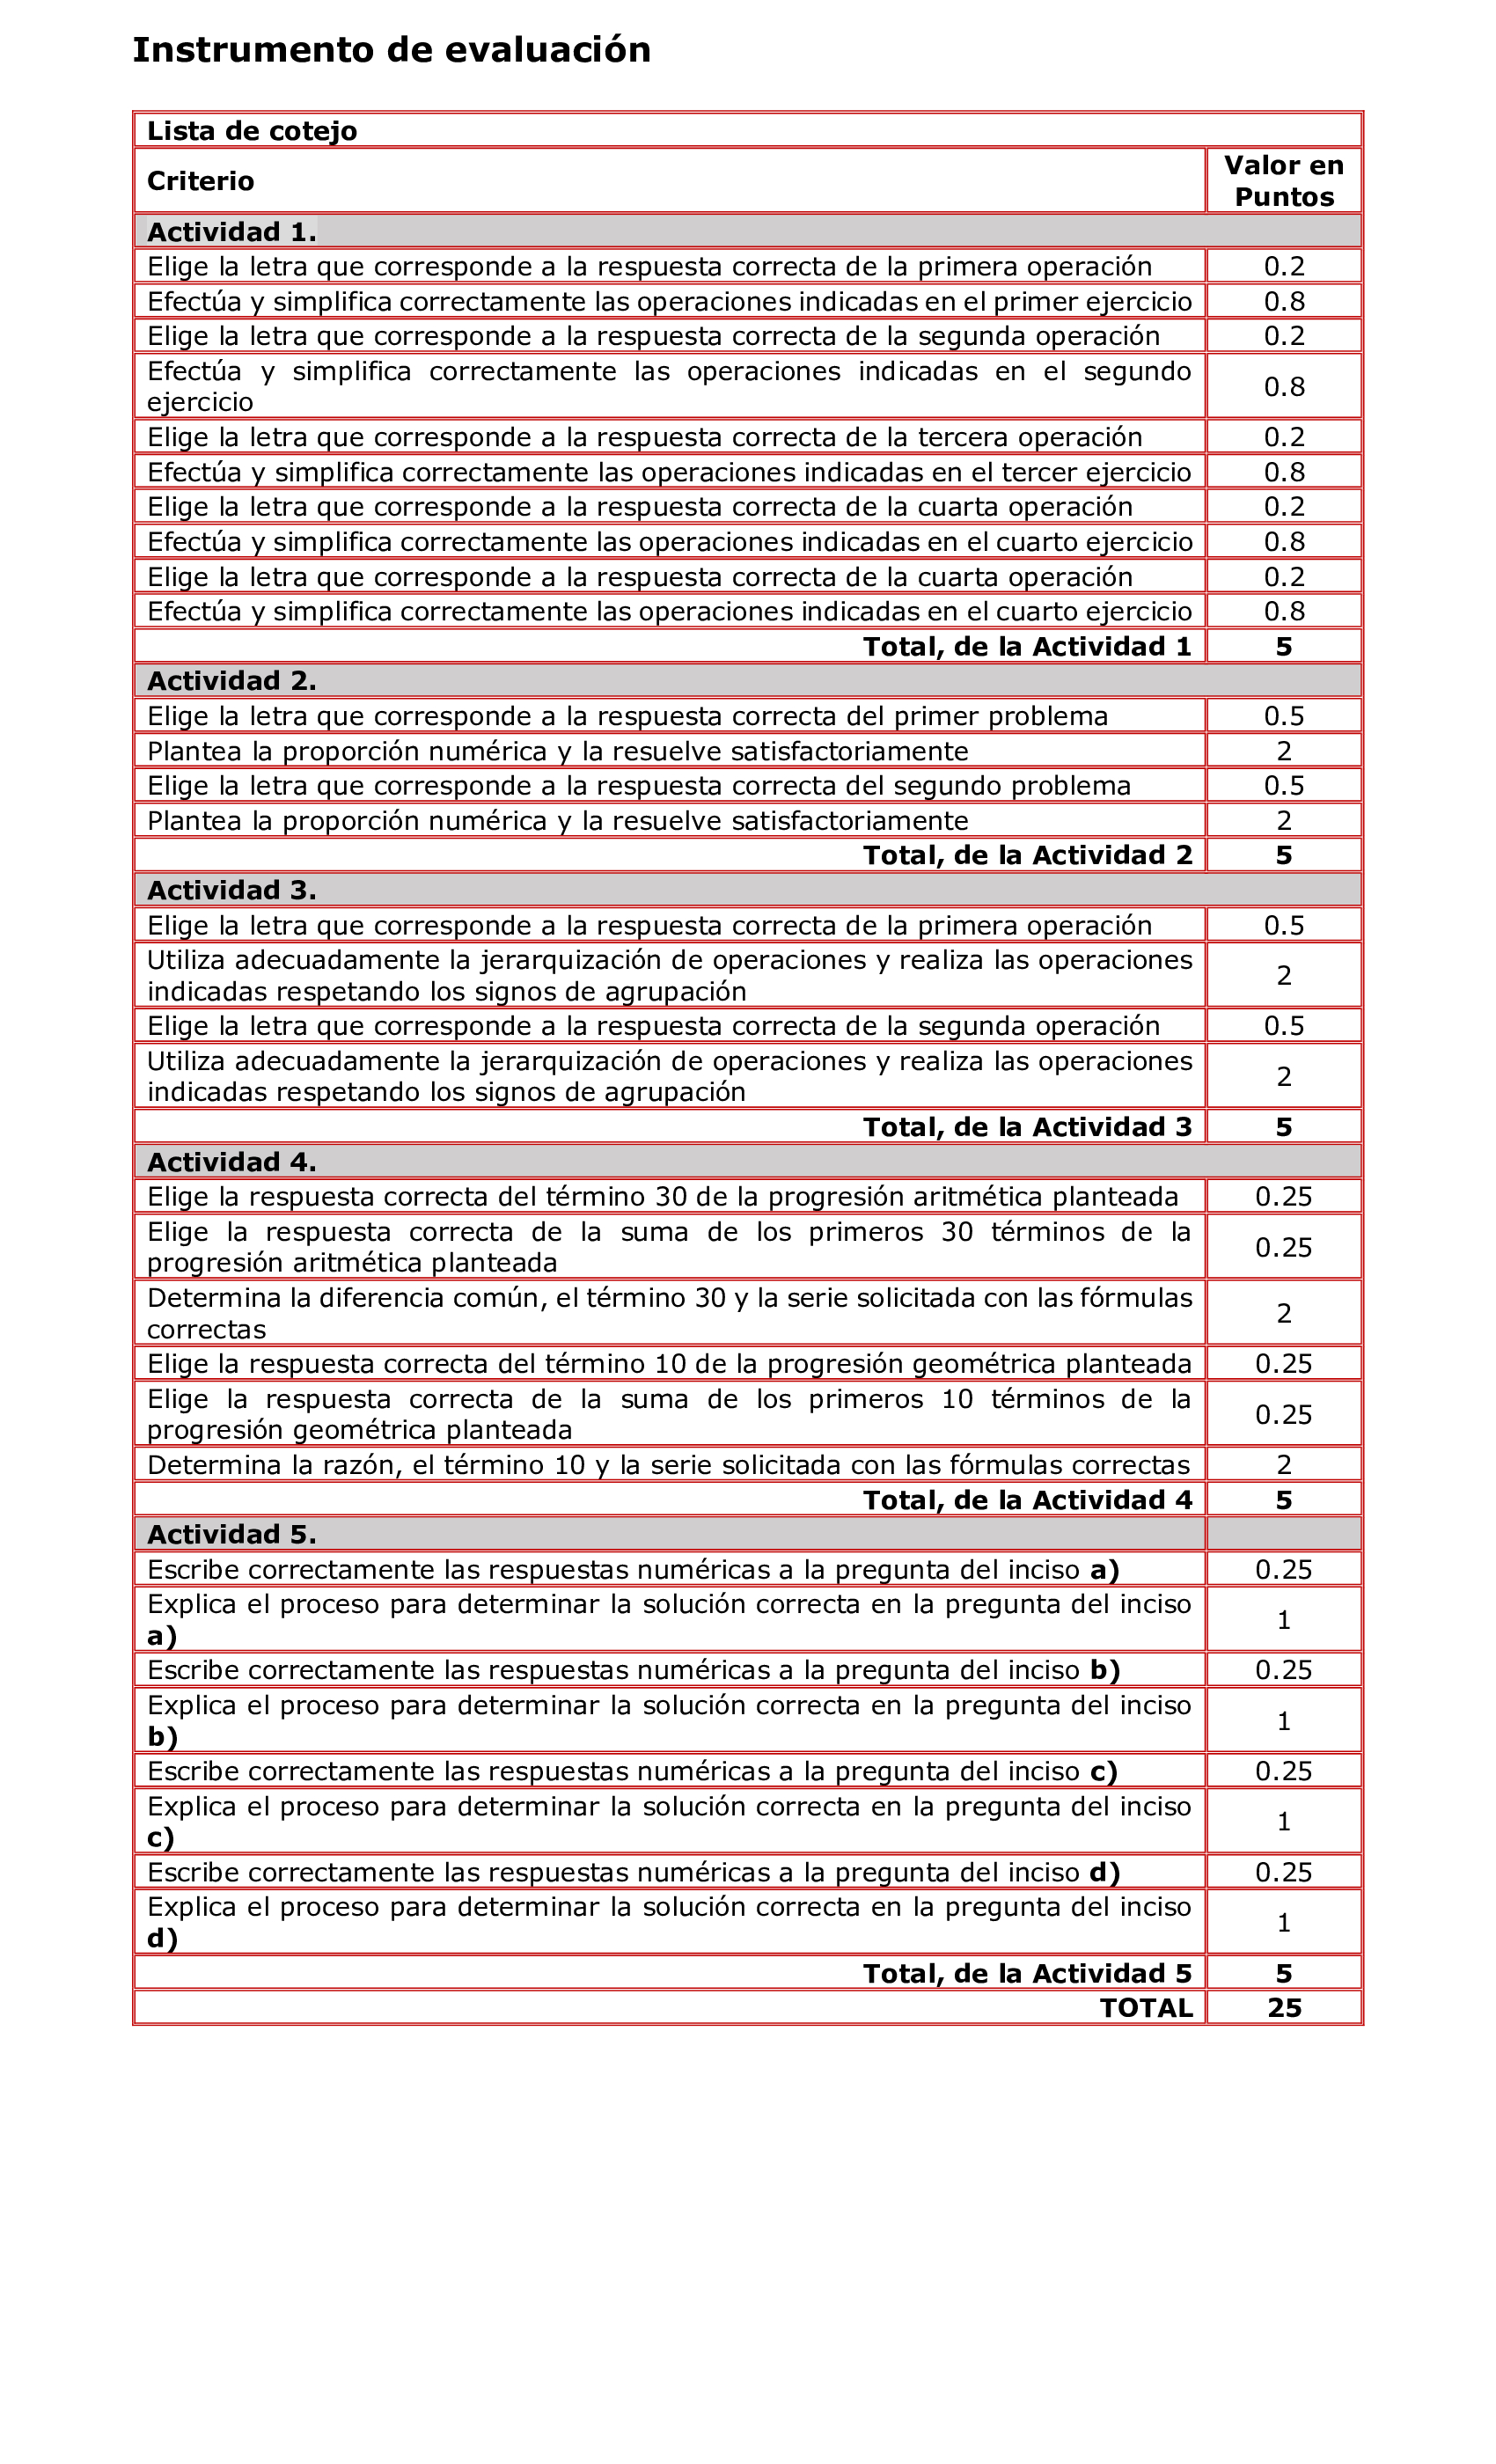 Instrumento de evaluación
Lista de cotejo
Criterio
Valor en
Puntos
Actividad 1.
Elige la letra que corresponde a la respuesta correcta de la primera operación 0.2
Efectúa y simplifica correctamente las operaciones indicadas en el primer ejercicio 0.8
Elige la letra que corresponde a la respuesta correcta de la segunda operación 0.2
Efectúa y simplifica correctamente las operaciones indicadas en el segundo
ejercicio
0.8
Elige la letra que corresponde a la respuesta correcta de la tercera operación 0.2
Efectúa y simplifica correctamente las operaciones indicadas en el tercer ejercicio 0.8
Elige la letra que corresponde a la respuesta correcta de la cuarta operación 0.2
Efectúa y simplifica correctamente las operaciones indicadas en el cuarto ejercicio 0.8
Elige la letra que corresponde a la respuesta correcta de la cuarta operación 0.2
Efectúa y simplifica correctamente las operaciones indicadas en el cuarto ejercicio 0.8
Total, de la Actividad 1 5
Actividad 2.
Elige la letra que corresponde a la respuesta correcta del primer problema 0.5
Plantea la proporción numérica y la resuelve satisfactoriamente 2
Elige la letra que corresponde a la respuesta correcta del segundo problema 0.5
Plantea la proporción numérica y la resuelve satisfactoriamente 2
Total, de la Actividad 2 5
Actividad 3.
Elige la letra que corresponde a la respuesta correcta de la primera operación 0.5
Utiliza adecuadamente la jerarquización de operaciones y realiza las operaciones
indicadas respetando los signos de agrupación
2
Elige la letra que corresponde a la respuesta correcta de la segunda operación 0.5
Utiliza adecuadamente la jerarquización de operaciones y realiza las operaciones
indicadas respetando los signos de agrupación
2
Total, de la Actividad 3 5
Actividad 4.
Elige la respuesta correcta del término 30 de la progresión aritmética planteada 0.25
Elige la respuesta correcta de la suma de los primeros 30 términos de la
progresión aritmética planteada
0.25
Determina la diferencia común, el término 30 y la serie solicitada con las fórmulas
correctas
2
Elige la respuesta correcta del término 10 de la progresión geométrica planteada 0.25
Elige la respuesta correcta de la suma de los primeros 10 términos de la
progresión geométrica planteada
0.25
Determina la razón, el término 10 y la serie solicitada con las fórmulas correctas 2
Total, de la Actividad 4 5
Actividad 5.
Escribe correctamente las respuestas numéricas a la pregunta del inciso a) 0.25
Explica el proceso para determinar la solución correcta en la pregunta del inciso
a)
1
Escribe correctamente las respuestas numéricas a la pregunta del inciso b) 0.25
Explica el proceso para determinar la solución correcta en la pregunta del inciso
b)
1
Escribe correctamente las respuestas numéricas a la pregunta del inciso c) 0.25
Explica el proceso para determinar la solución correcta en la pregunta del inciso
c)
1
Escribe correctamente las respuestas numéricas a la pregunta del inciso d) 0.25
Explica el proceso para determinar la solución correcta en la pregunta del inciso
d)
1
Total, de la Actividad 5 5
TOTAL 25